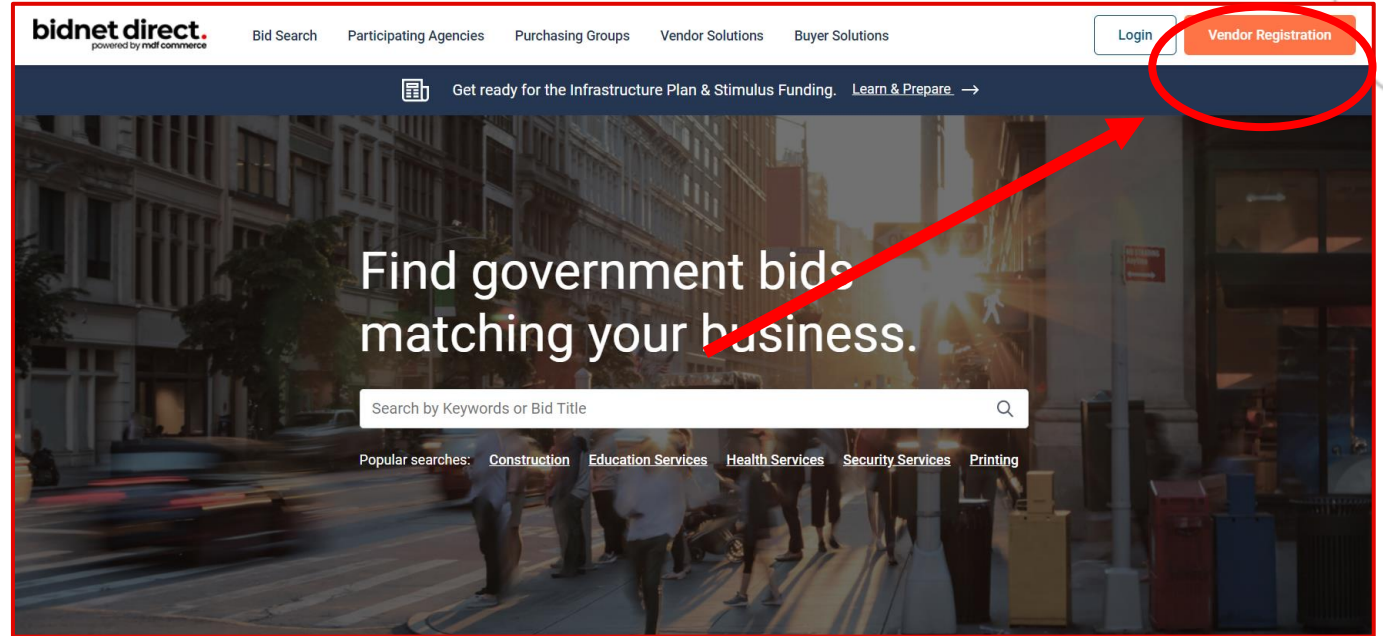 bidnet direct.
powered by mdf commerce
Bid Search Participating Agencies Purchasing Groups Vendor Solutions Buyer Solutions Login Vendor Registration
Get ready for the Infrastructure Plan & Stimulus Funding. Learn & Prepare →
Find government bids
matching your business.
Search by Keywords or Bid Title
Popular searches: Construction Education Services Health Services Security Services Printing